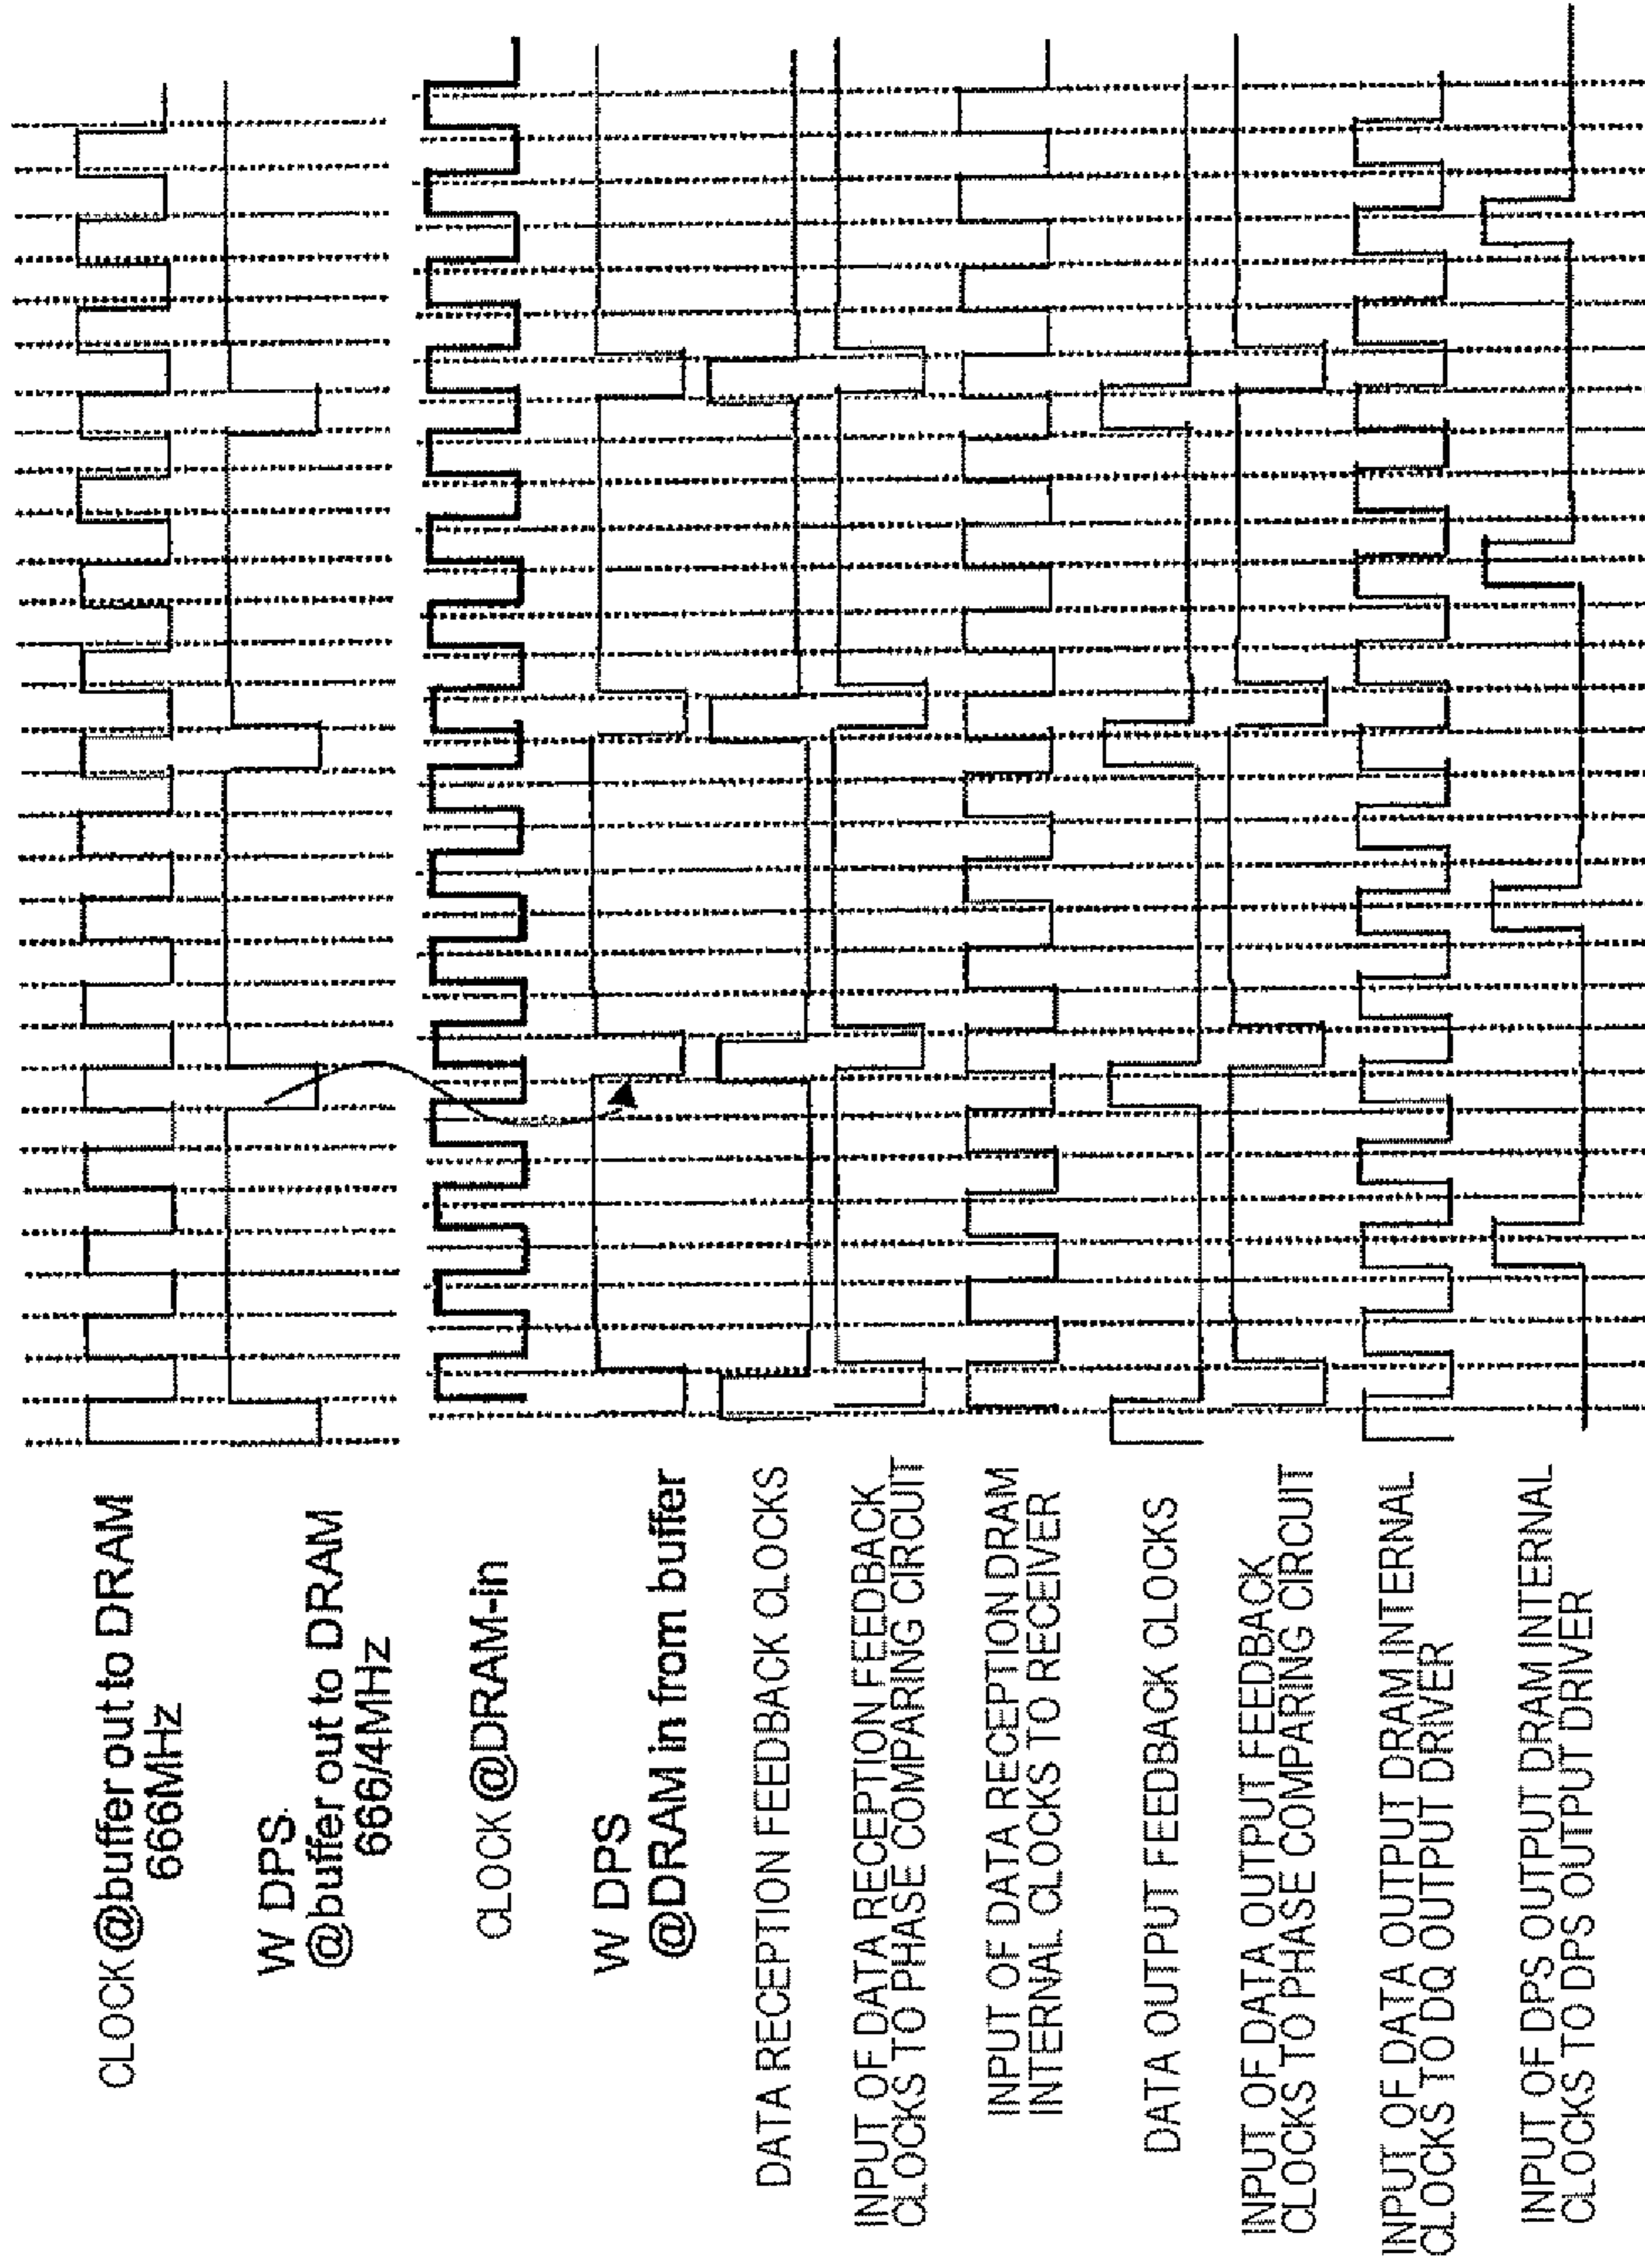 CLOCK@buffer out to DRAM
666MHz
W DPS.
@buffer out to DRAM
666/4MHz
CLOCK@DRAM-in
W DPS
@DRAM in from buffer
DATA RECEPTION FEEDBACK CLOCKS
INPUT OF DATA RECEPTION FEEDBACK
CLOCKS TO PHASE COMPARING CIRCUIT
INPUT OF DATA RECEPTION DRAM
INTERNAL CLOCKS TO RECEIVER
DATA OUTPUT FEEDBACK CLOCKS
INPUT OF DATA OUTPUT FEEDBACK
CLOCKS TO PHASE COMPARING CIRCUIT
INPUT OF DATA OUTPUT DRAM INTERNAL
CLOCKS TO DQ OUTPUT DRIVER
INPUT OF DPS OUTPUT DRAM INTERNAL
CLOCKS TO DPS OUTPUT DRIVER